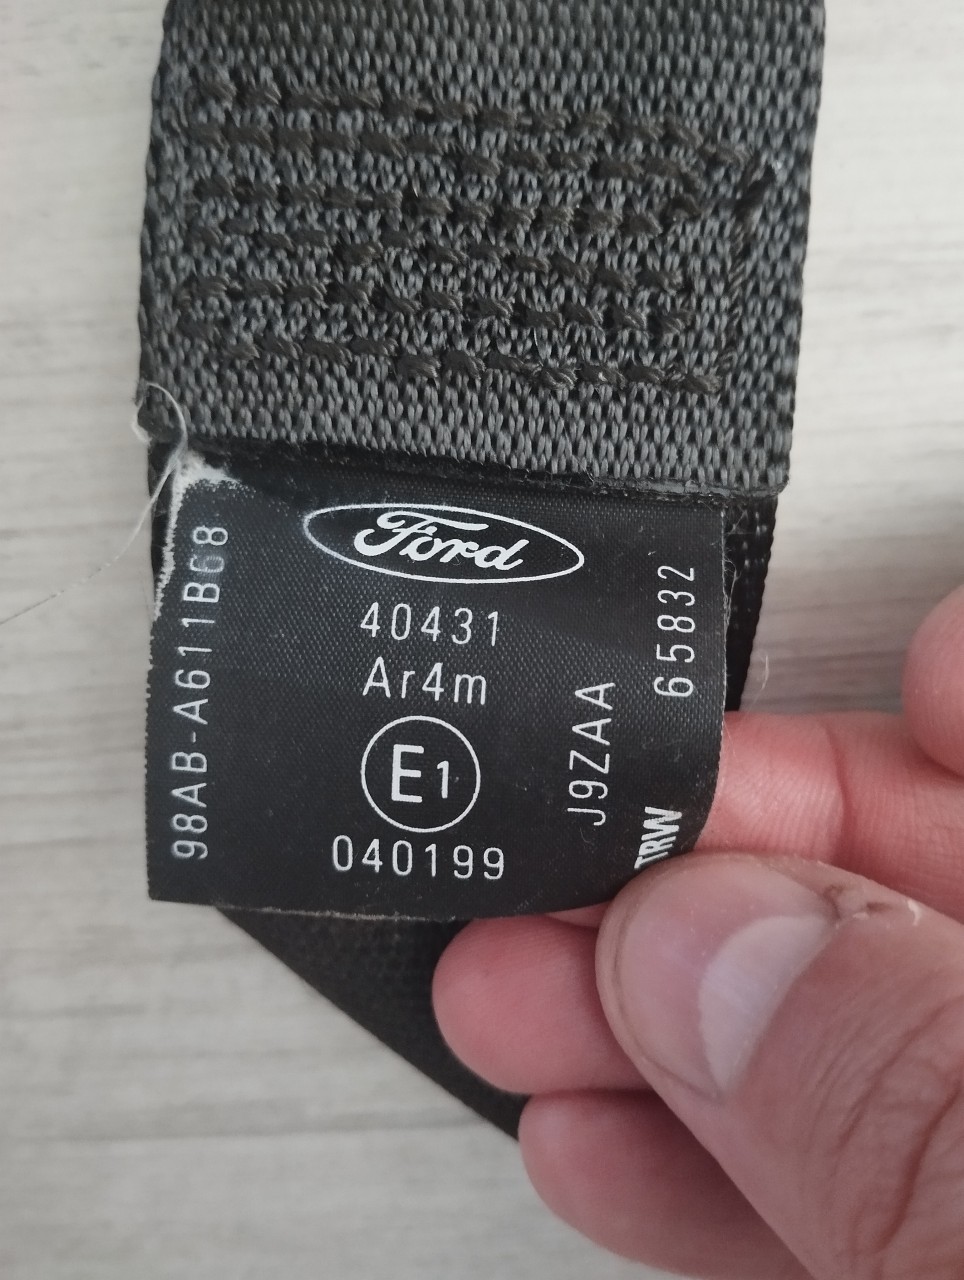 Ford
40431
Ar4m
E1
040199
98AB-A611B68
J9ZAA
65832
TRW